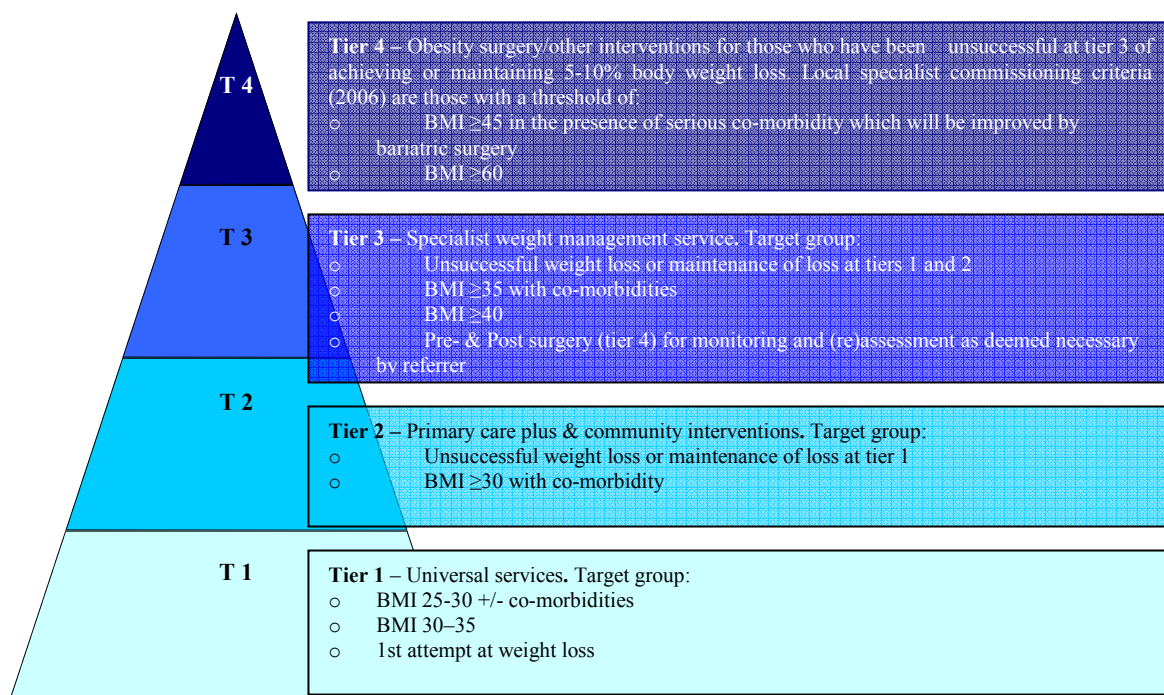 T 4
Tier 4 – Obesity surgery/other interventions for those who have been unsuccessful at tier 3 of
achieving or maintaining 5-10% body weight loss. Local specialist commissioning criteria
(2006) are those with a threshold of:
o BMI ≥45 in the presence of serious co-morbidity which will be improved by
bariatric surgery
o BMI ≥60
T 3
Tier 3 – Specialist weight management service. Target group:
o Unsuccessful weight loss or maintenance of loss at tiers 1 and 2
o BMI ≥35 with co-morbidities
o BMI ≥40
o Pre- & Post surgery (tier 4) for monitoring and (re)assessment as deemed necessary
by referrer
T 2
Tier 2 – Primary care plus & community interventions. Target group:
o Unsuccessful weight loss or maintenance of loss at tier 1
o BMI ≥30 with co-morbidity
T 1
Tier 1 – Universal services. Target group:
o BMI 25-30 +/- co-morbidities
o BMI 30–35
o 1st attempt at weight loss